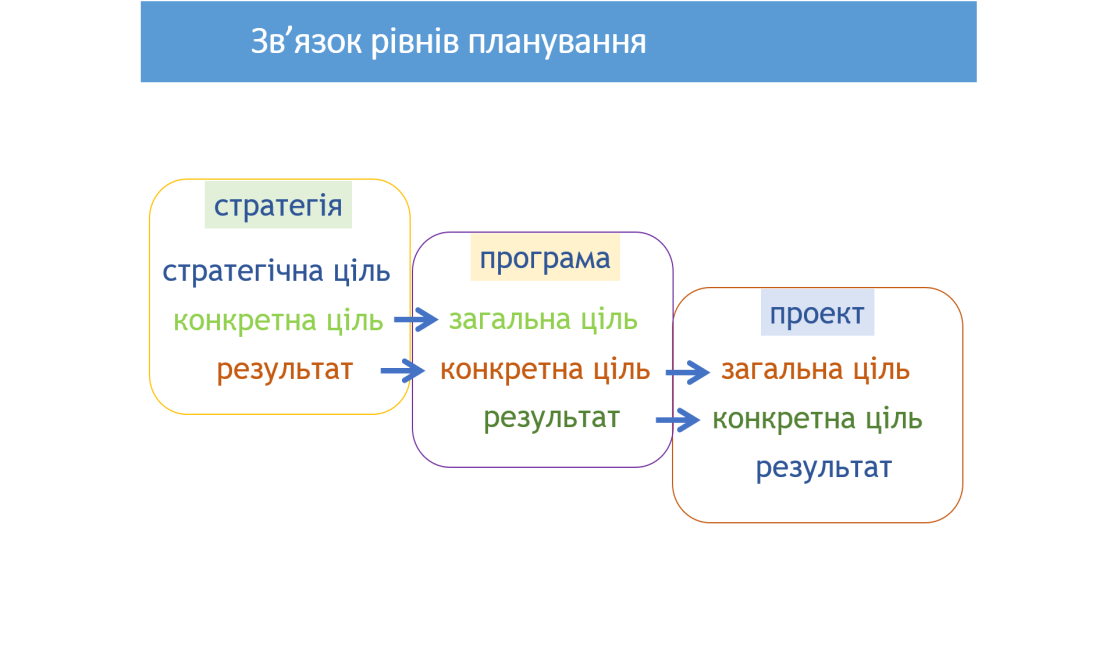 Зв’язок рівнів планування
стратегія
стратегічна ціль
конкретна ціль
результат
програма
загальна ціль
конкретна ціль
результат
проект
загальна ціль
конкретна ціль
результат